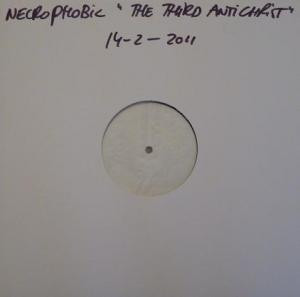 NECROPHOBIC "THE THIRD ANTICHRIST"
14-2-2011